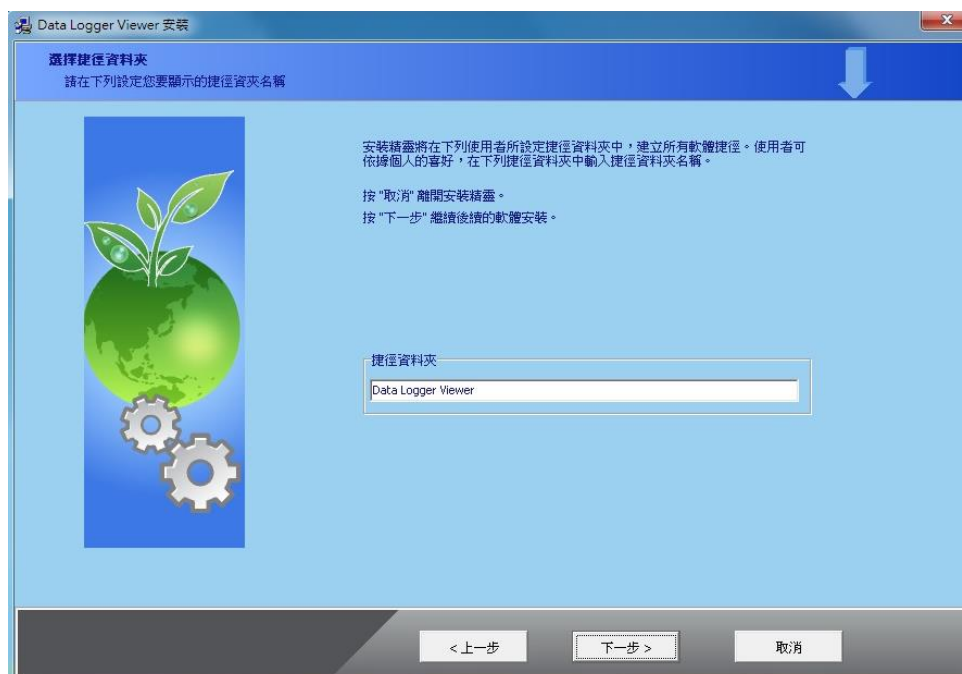 Data Logger Viewer 安裝
選擇捷徑資料夾
請在下列設定您要顯示的捷徑資夾名稱
安裝精靈將在下列使用者所設定捷徑資料夾中，建立所有軟體捷徑。使用者可
依據個人的喜好，在下列捷徑資料夾中輸入捷徑資料夾名稱。
按 "取消" 離開安裝精靈。
按 "下一步" 繼續後續的軟體安裝。
捷徑資料夾
Data Logger Viewer
< 上一步
下一步 >
取消